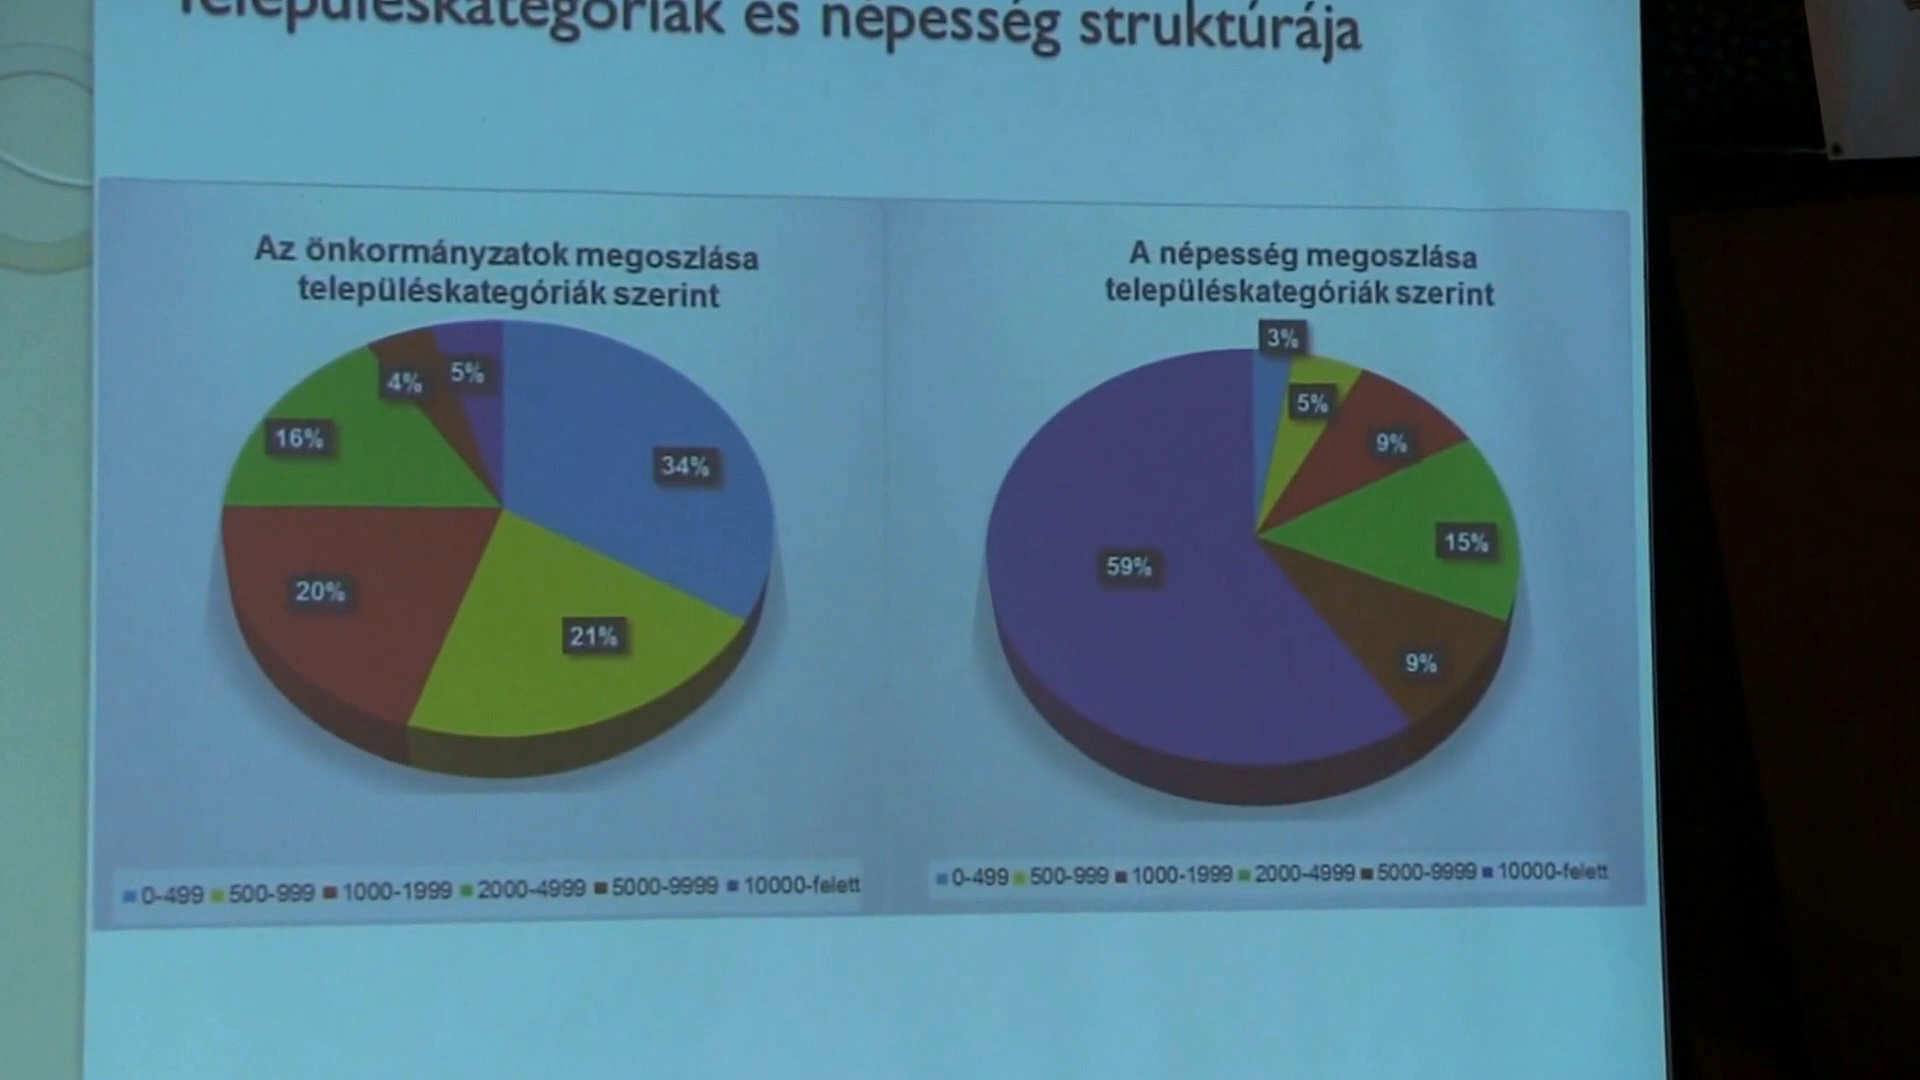 Településkategóriák és népesség struktúrája
Az önkormányzatok megoszlása
településkategóriák szerint
5%
4%
16%
34%
20%
21%
0-499 500-999 1000-1999 2000-4999 5000-9999 10000-felett
A népesség megoszlása
településkategóriák szerint
3%
5%
9%
15%
59%
9%
0-499 500-999 1000-1999 2000-4999 5000-9999 10000-felett